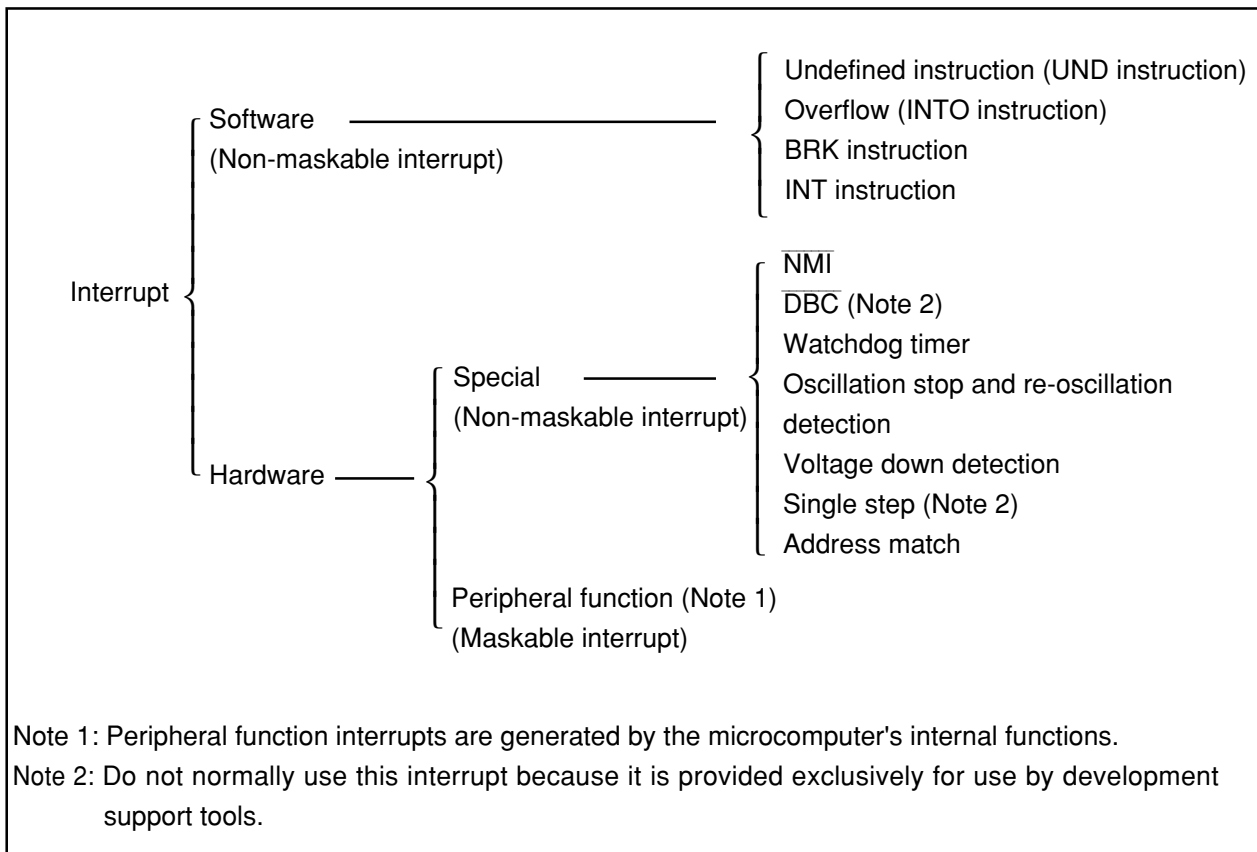 Undefined instruction (UND instruction)
Software
Overflow (INTO instruction)
(Non-maskable interrupt)
BRK instruction
INT instruction
N̅M̅I̅
Interrupt
D̅B̅C̅ (Note 2)
Watchdog timer
Special
Oscillation stop and re-oscillation
(Non-maskable interrupt)
detection
Hardware
Voltage down detection
Single step (Note 2)
Address match
Peripheral function (Note 1)
(Maskable interrupt)
Note 1: Peripheral function interrupts are generated by the microcomputer's internal functions.
Note 2: Do not normally use this interrupt because it is provided exclusively for use by development
support tools.